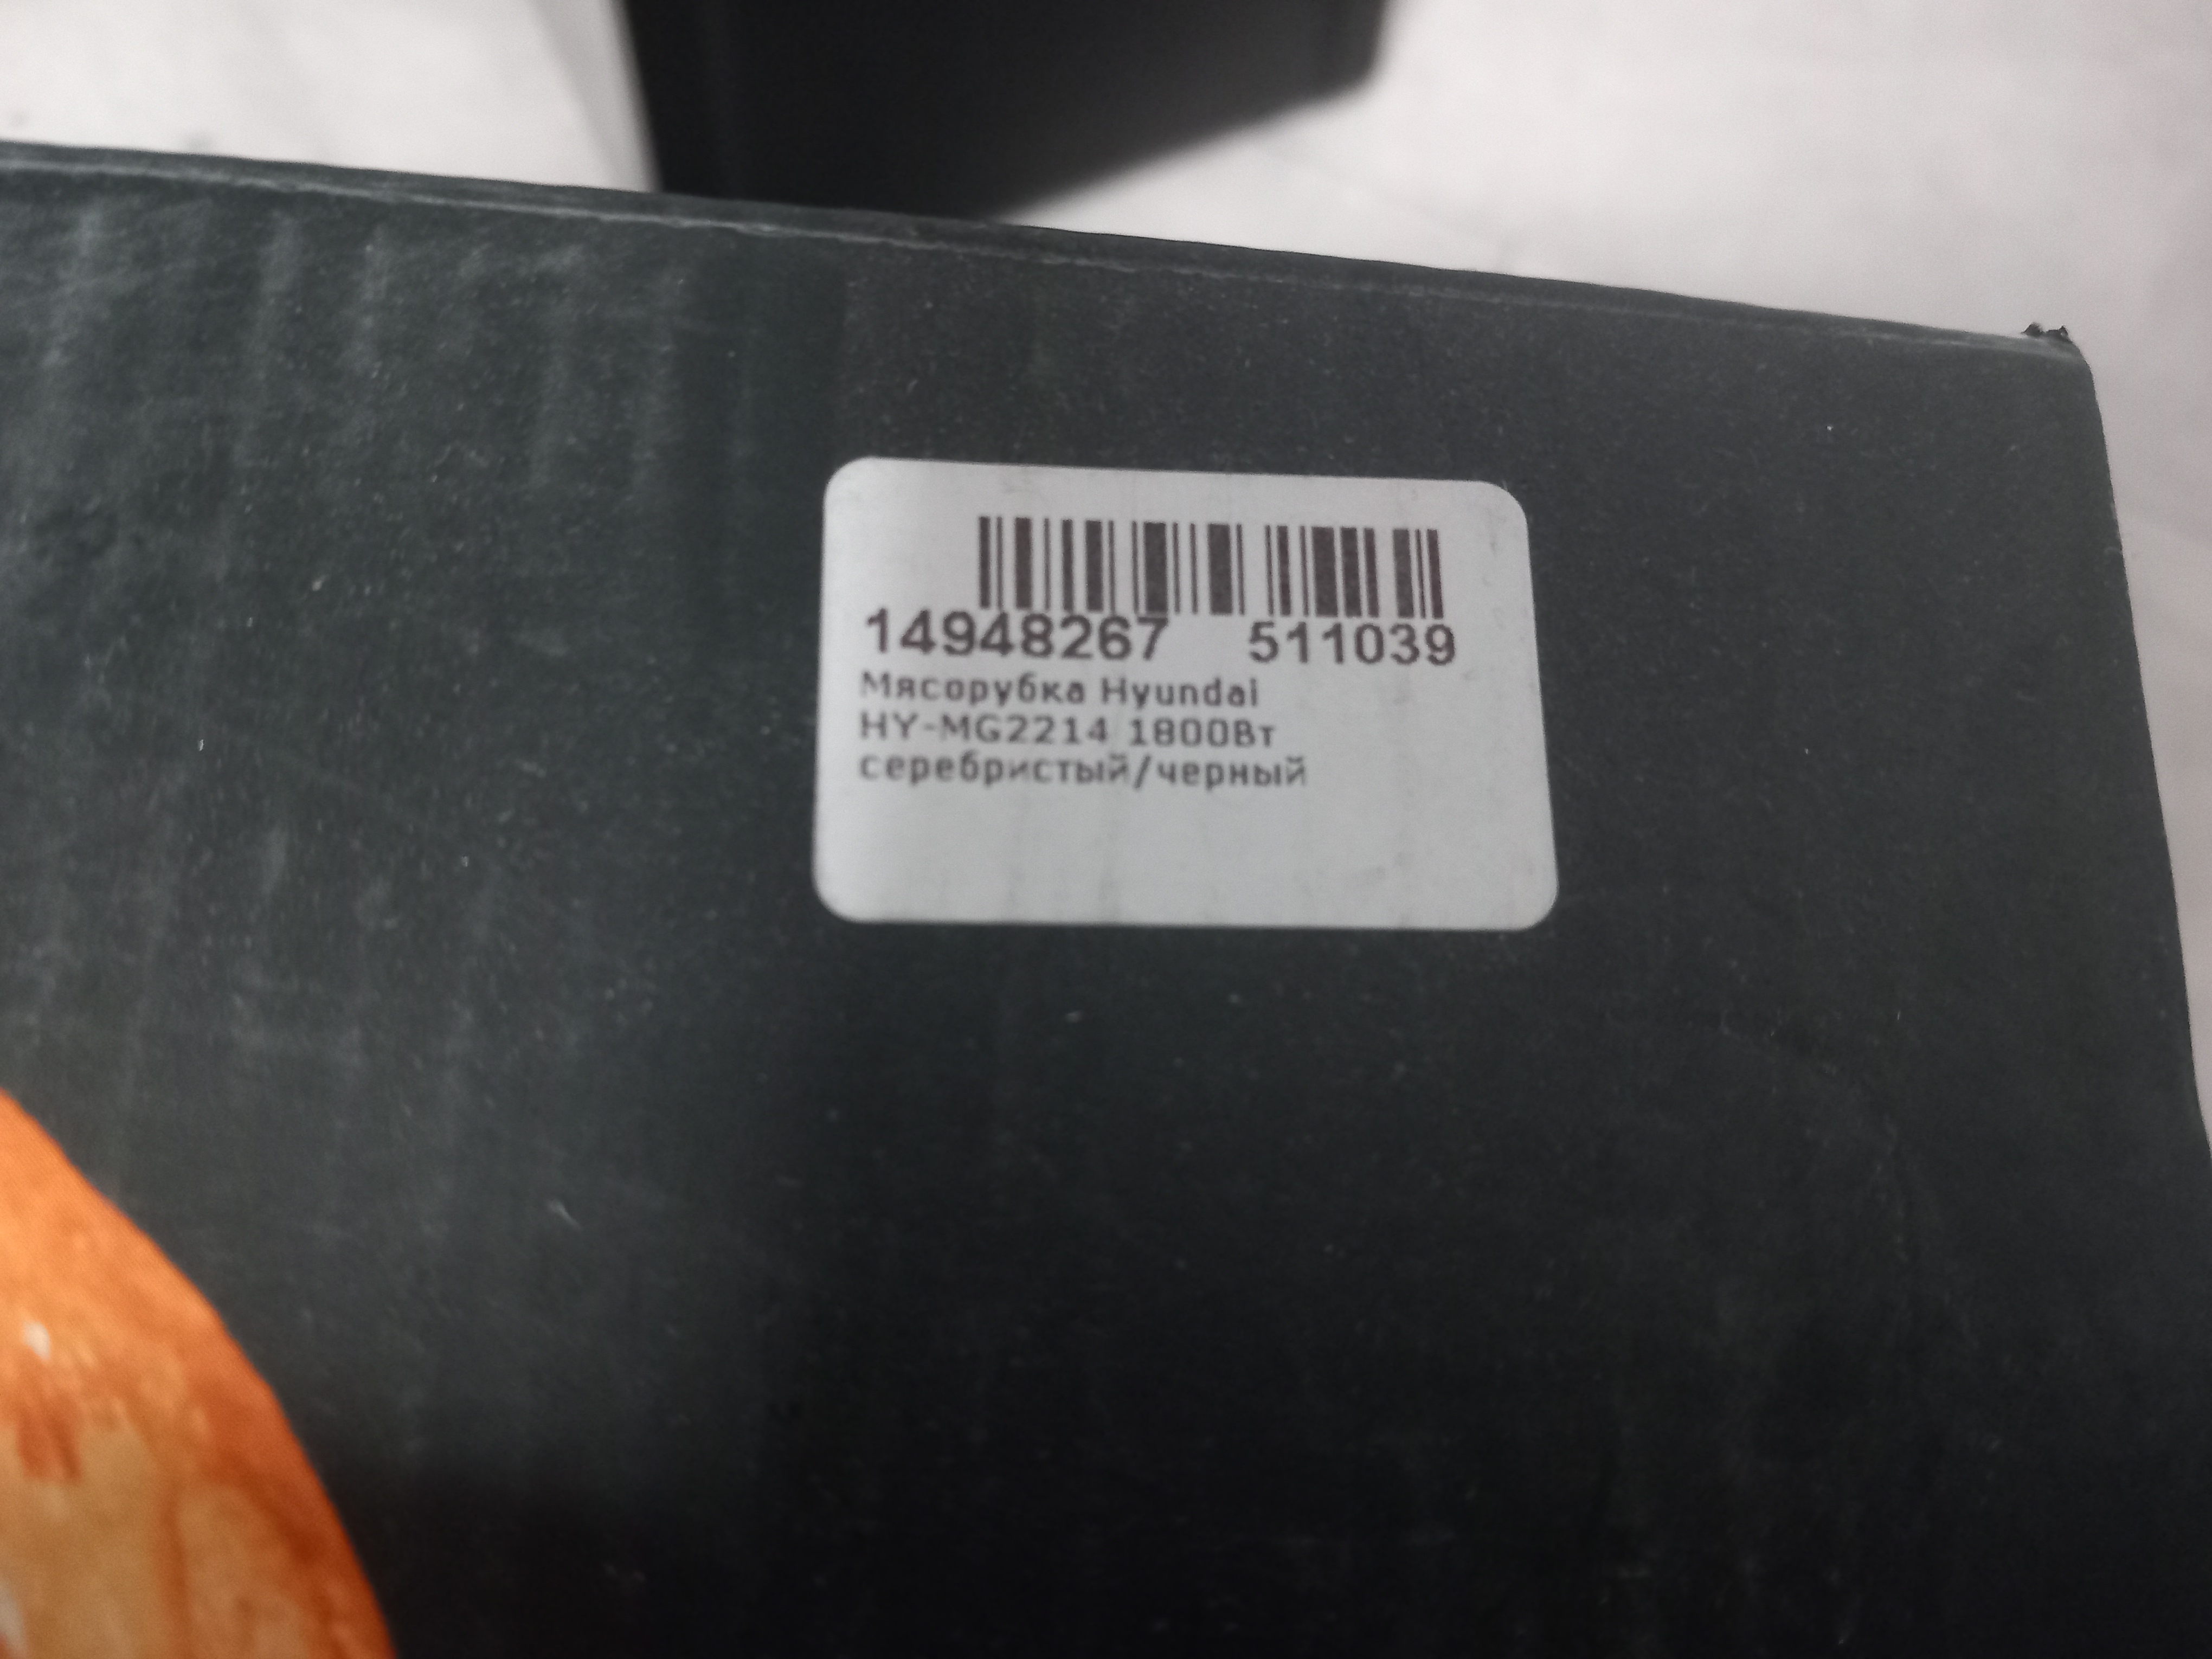 14948267 511039
Мясорубка Hyundai
HY-MG2214 1800Вт
серебристый/черный